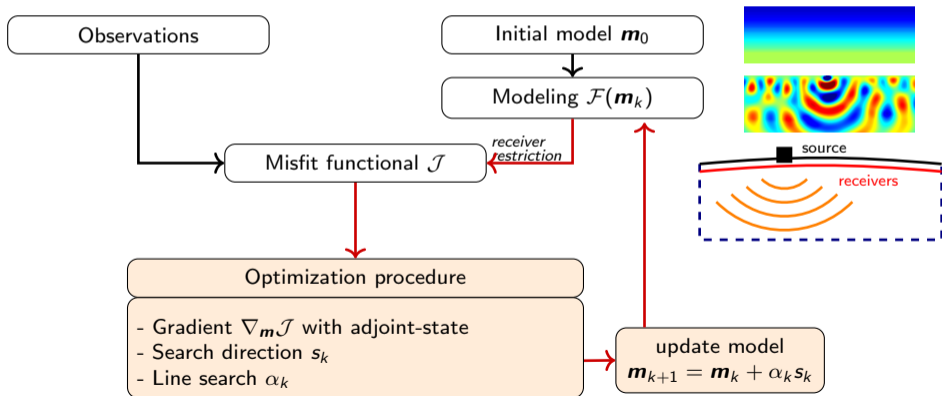 Observations
Initial model 𝒎₀
Modeling ℱ(𝒎ₖ)
receiver
restriction
Misfit functional 𝒥
source
receivers
Optimization procedure
- Gradient ∇𝒎𝒥 with adjoint-state
- Search direction 𝒔ₖ
- Line search αₖ
update model
𝒎ₖ₊₁ = 𝒎ₖ + αₖ𝒔ₖ